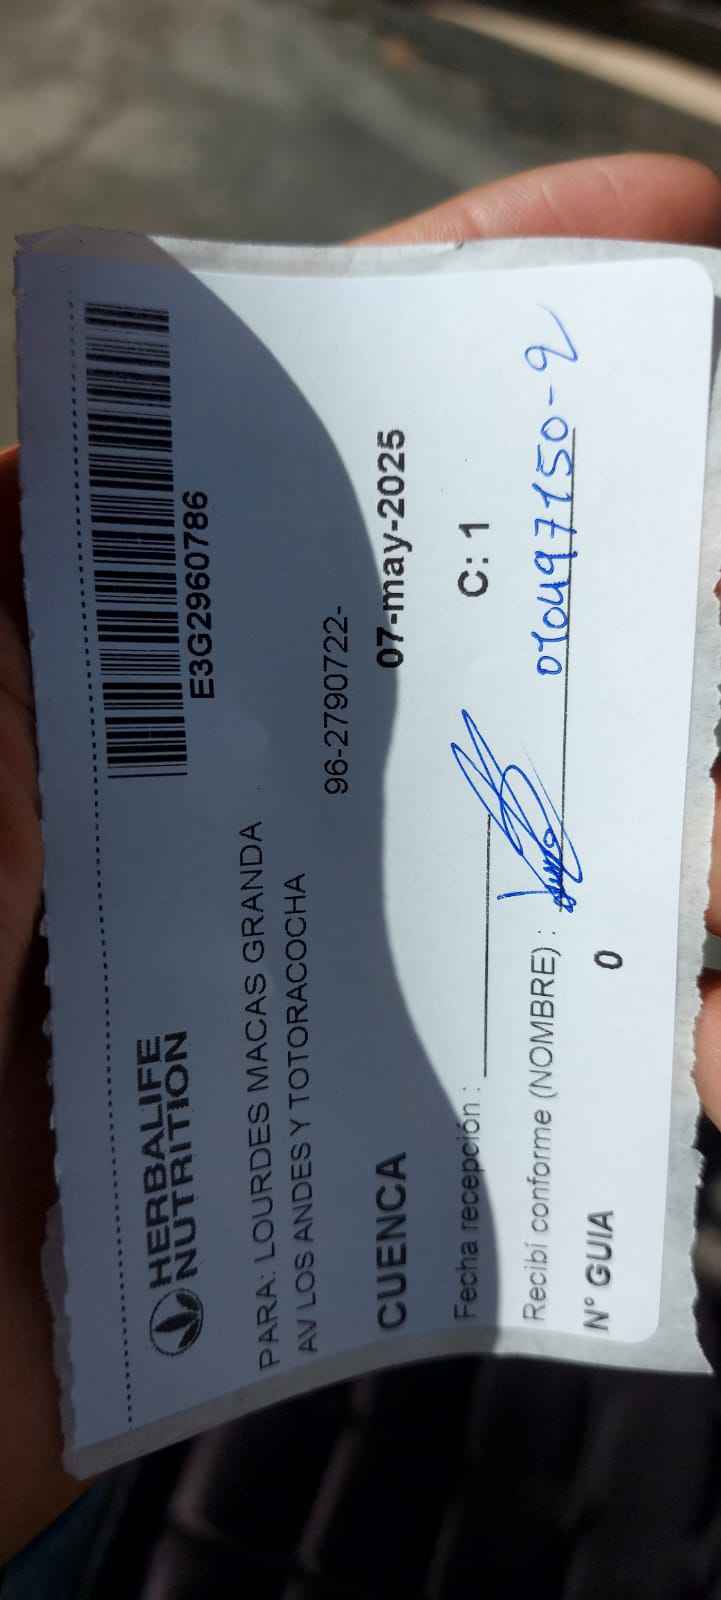 E3G2960786
HERBALIFE
NUTRITION
PARA: LOURDES MACAS GRANDA
AV LOS ANDES Y TOTORACOCHA
96-2790722-
CUENCA 07-may-2025
Fecha recepción : C: 1
Recibí conforme (NOMBRE) : 010497150-9
N° GUIA 0